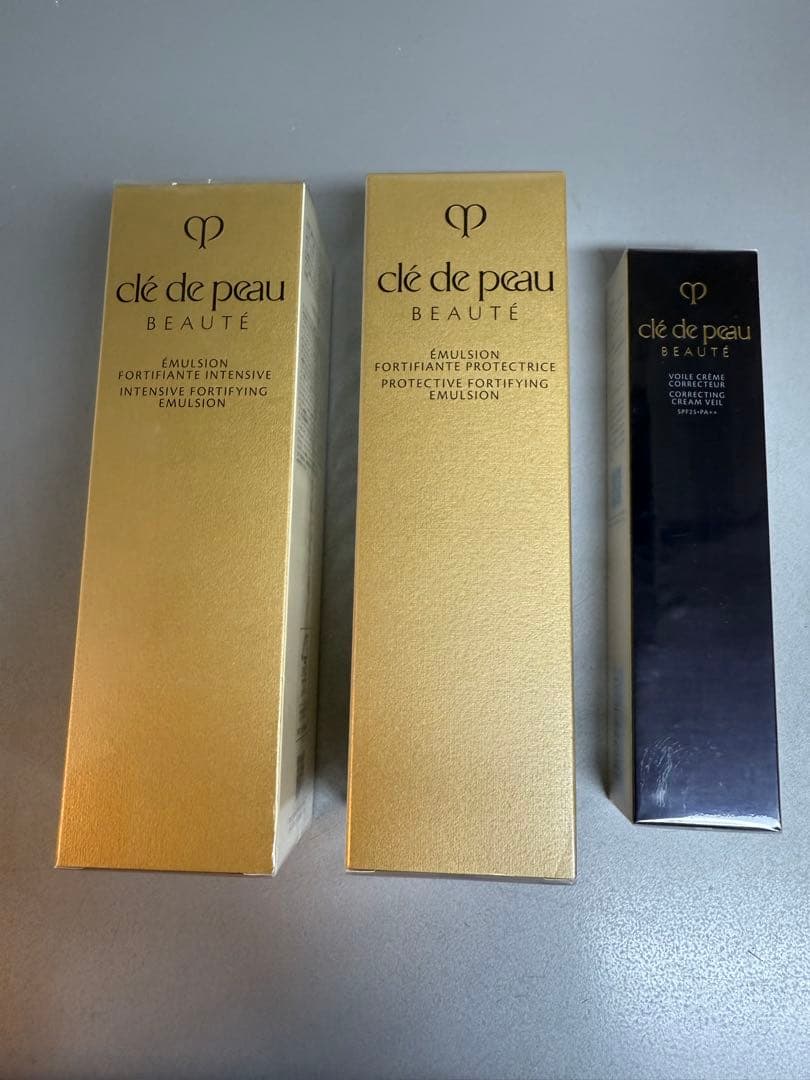 clé de peau
BEAUTÉ
ÉMULSION
FORTIFIANTE INTENSIVE
INTENSIVE FORTIFYING
EMULSION
clé de peau
BEAUTÉ
ÉMULSION
FORTIFIANTE PROTECTRICE
PROTECTIVE FORTIFYING
EMULSION
clé de peau
BEAUTÉ
VOILE CRÈME
CORRECTEUR
CORRECTING
CREAM VEIL
SPF25•PA++